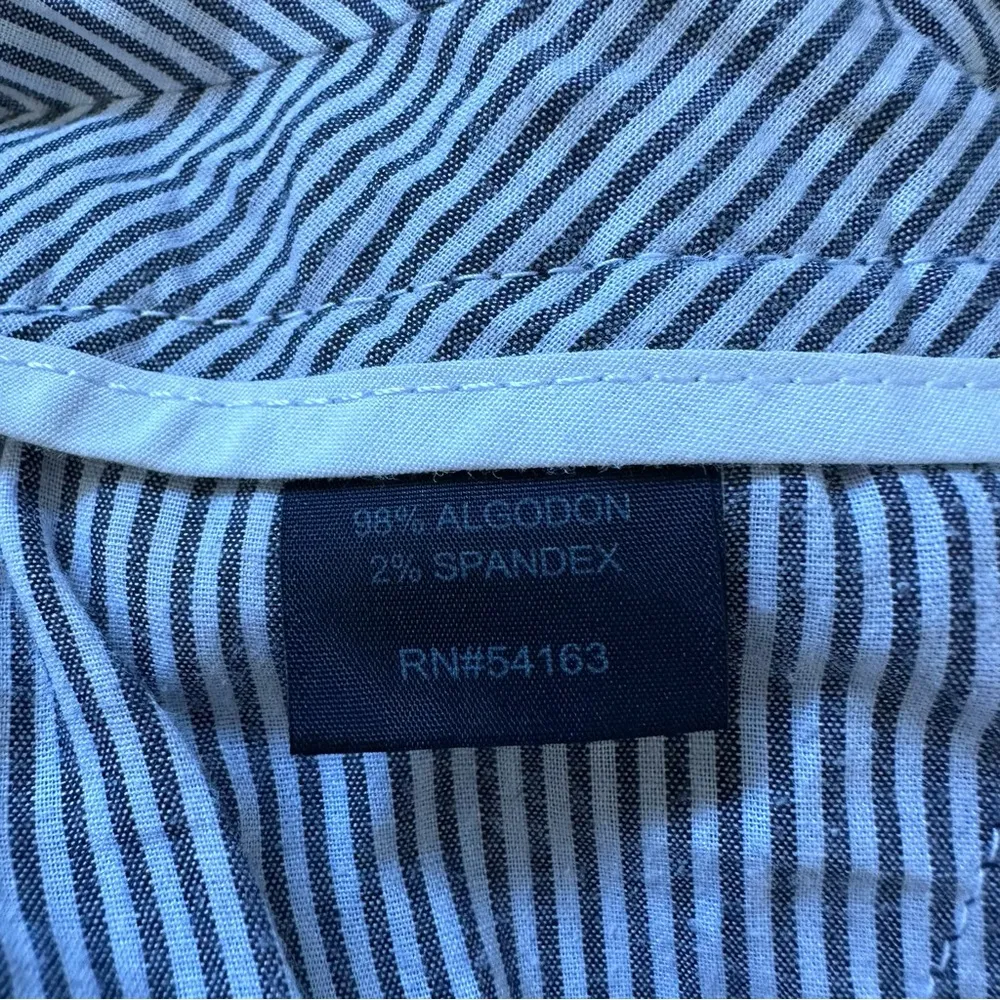 98% ALGODON
2% SPANDEX
RN#54163